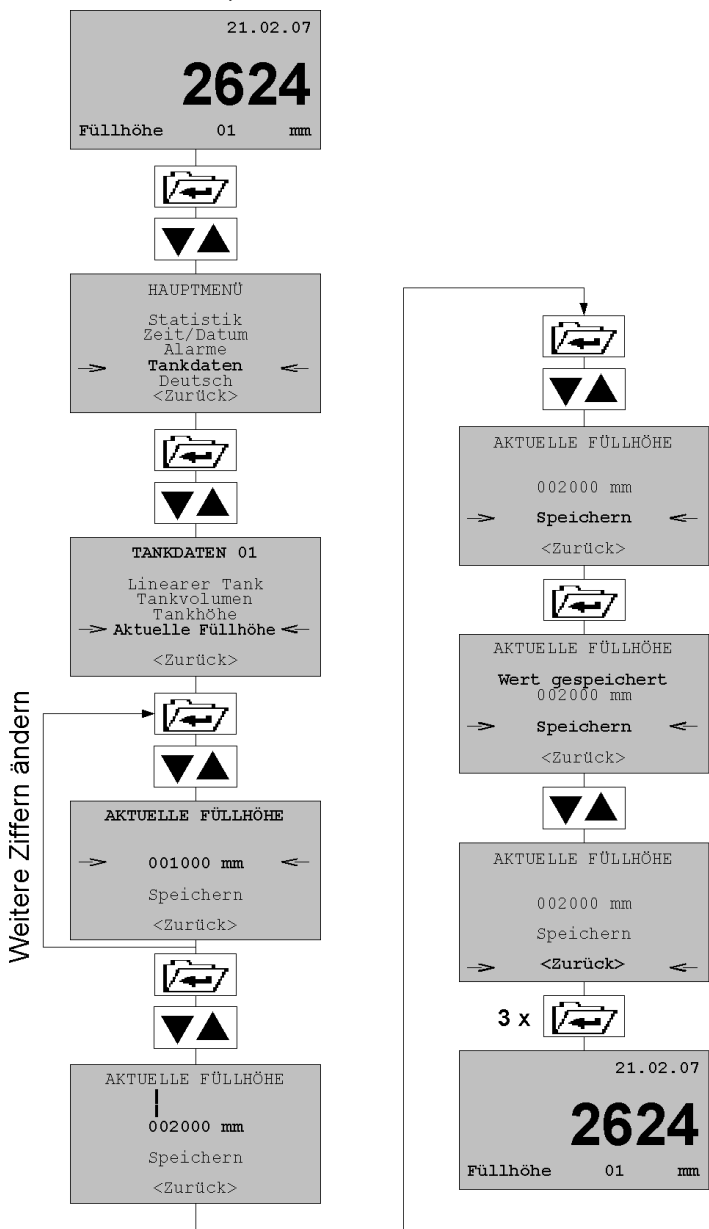 21.02.07
2624
Füllhöhe 01 mm
HAUPTMENÜ
Statistik
Zeit/Datum
Alarme
Tankdaten
Deutsch
<Zurück>
TANKDATEN 01
Linearer Tank
Tankvolumen
Tankhöhe
Aktuelle Füllhöhe
<Zurück>
Weitere Ziffern ändern
AKTUELLE FÜLLHÖHE
001000 mm
Speichern
<Zurück>
AKTUELLE FÜLLHÖHE
002000 mm
Speichern
<Zurück>
AKTUELLE FÜLLHÖHE
002000 mm
Speichern
<Zurück>
AKTUELLE FÜLLHÖHE
Wert gespeichert
002000 mm
Speichern
<Zurück>
AKTUELLE FÜLLHÖHE
002000 mm
Speichern
<Zurück>
3 x
21.02.07
2624
Füllhöhe 01 mm